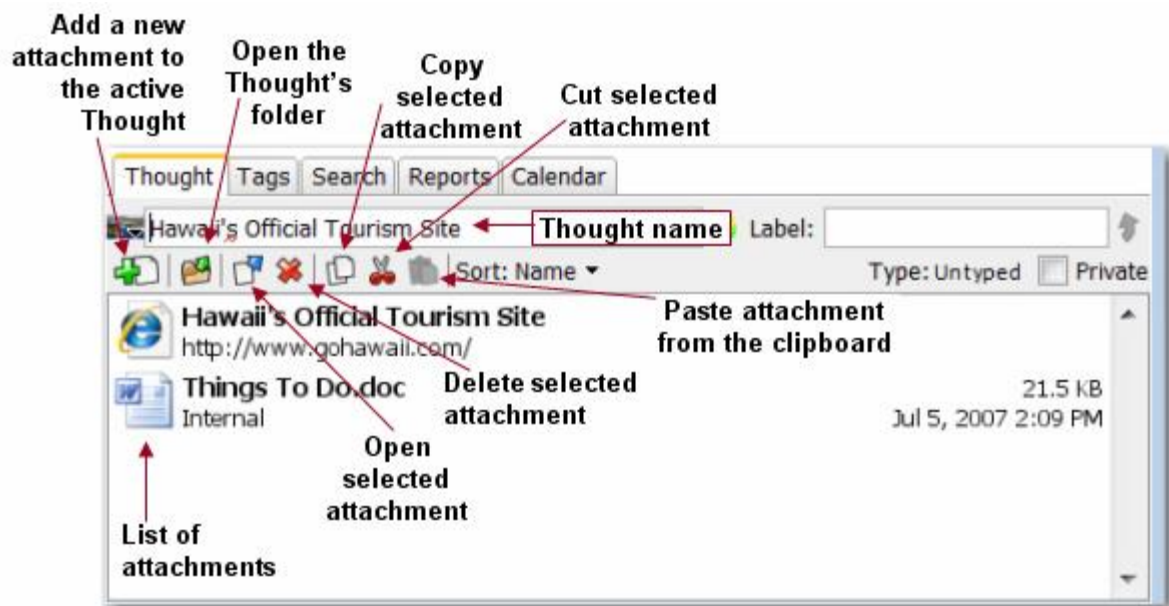 Add a new
attachment to
the active
Thought
Open the
Thought's
folder
Copy
selected
attachment
Cut selected
attachment
Thought Tags Search Reports Calendar
Hawaii's Official Tourism Site
Thought name
Label:
Sort: Name
Type: Untyped
Private
Hawaii's Official Tourism Site
http://www.gohawaii.com/
Paste attachment
from the clipboard
Things To Do.doc
Internal
21.5 KB
Jul 5, 2007 2:09 PM
Delete selected
attachment
Open
selected
attachment
List of
attachments